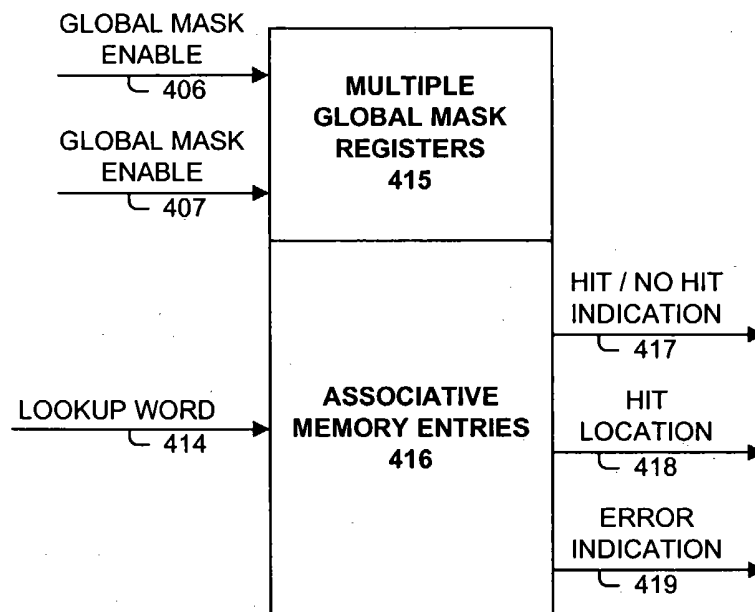 GLOBAL MASK
ENABLE
406
GLOBAL MASK
ENABLE
407
MULTIPLE
GLOBAL MASK
REGISTERS
415
LOOKUP WORD
414
ASSOCIATIVE
MEMORY ENTRIES
416
HIT / NO HIT
INDICATION
417
HIT
LOCATION
418
ERROR
INDICATION
419